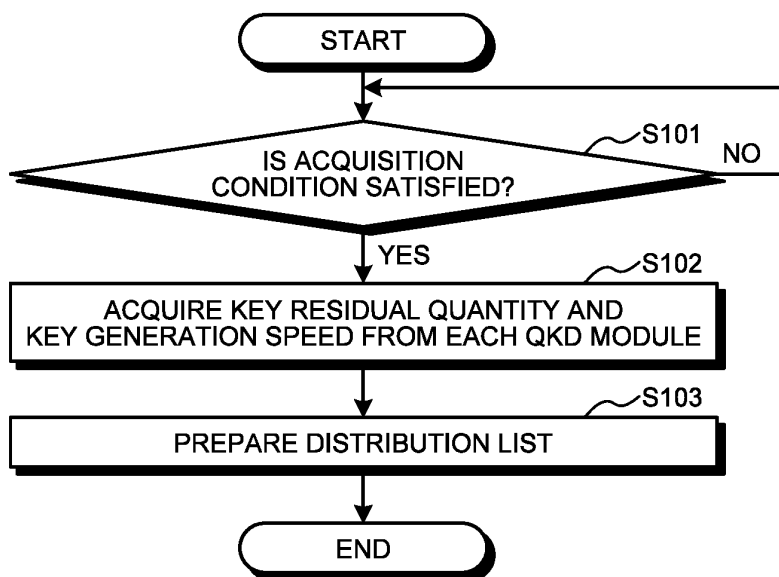 START
S101
IS ACQUISITION
CONDITION SATISFIED?
NO
YES
S102
ACQUIRE KEY RESIDUAL QUANTITY AND
KEY GENERATION SPEED FROM EACH QKD MODULE
S103
PREPARE DISTRIBUTION LIST
END